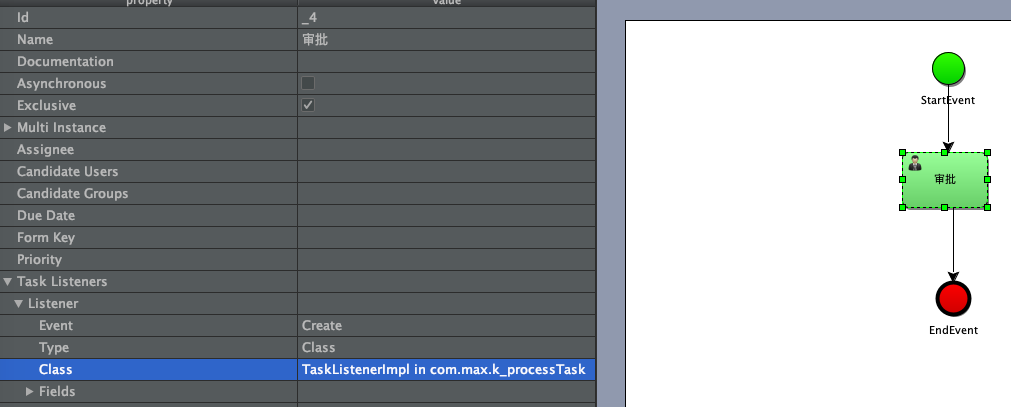 property value
Id _4
Name 审批
Documentation
Asynchronous
Exclusive
Multi Instance
Assignee
Candidate Users
Candidate Groups
Due Date
Form Key
Priority
Task Listeners
Listener
Event Create
Type Class
Class TaskListenerImpl in com.max.k_processTask
Fields
StartEvent
审批
EndEvent